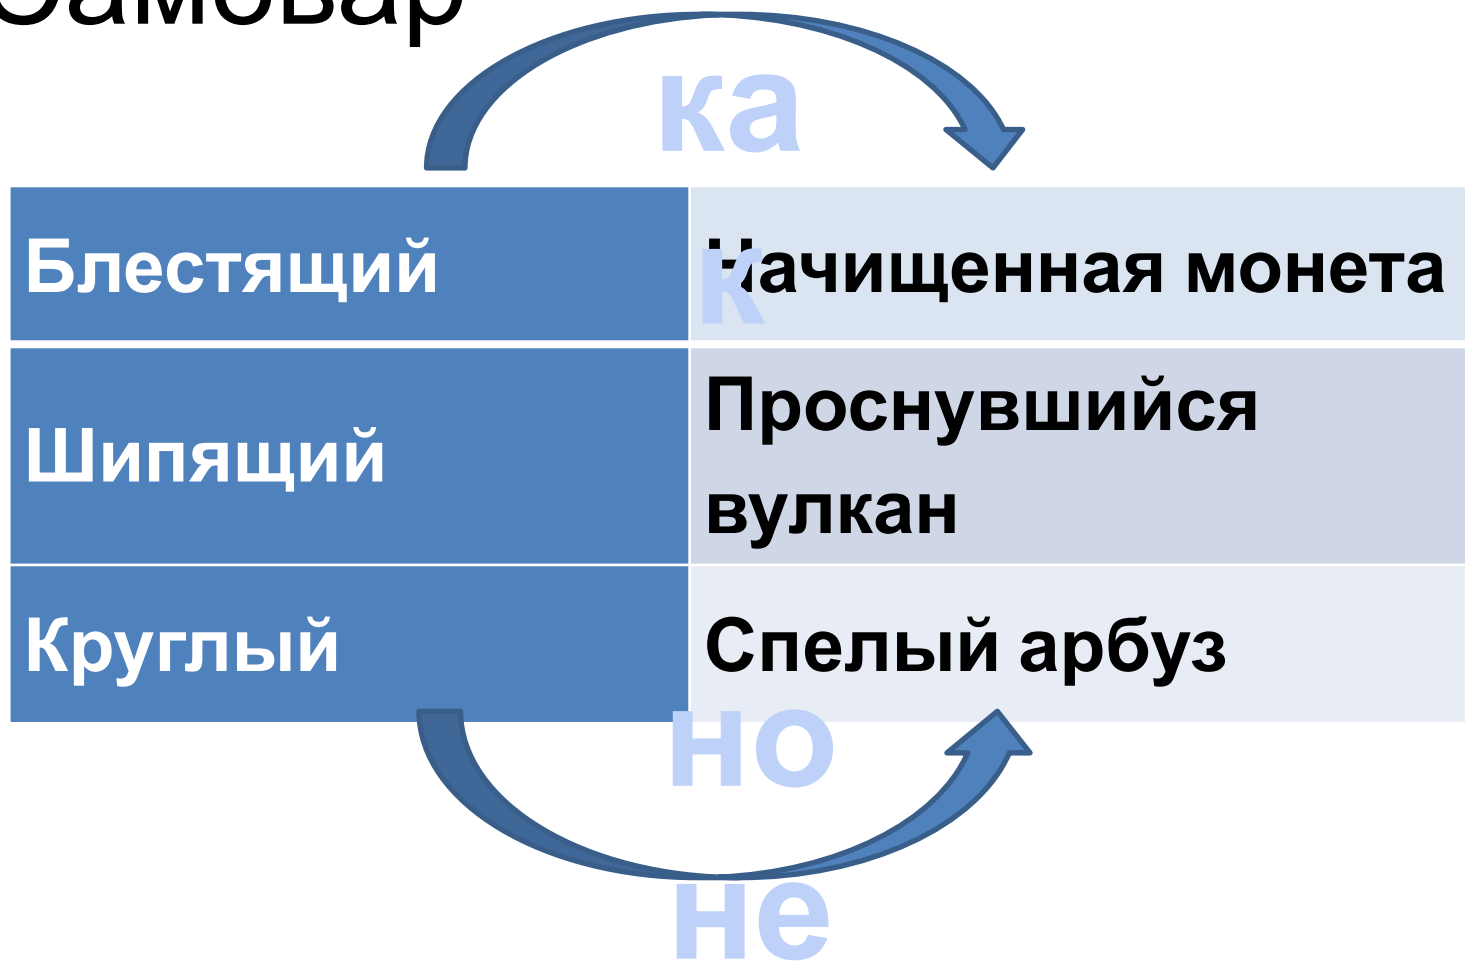 Самовар
ка
к
Блестящий
Начищенная монета
Шипящий
Проснувшийся
вулкан
Круглый
Спелый арбуз
но
не